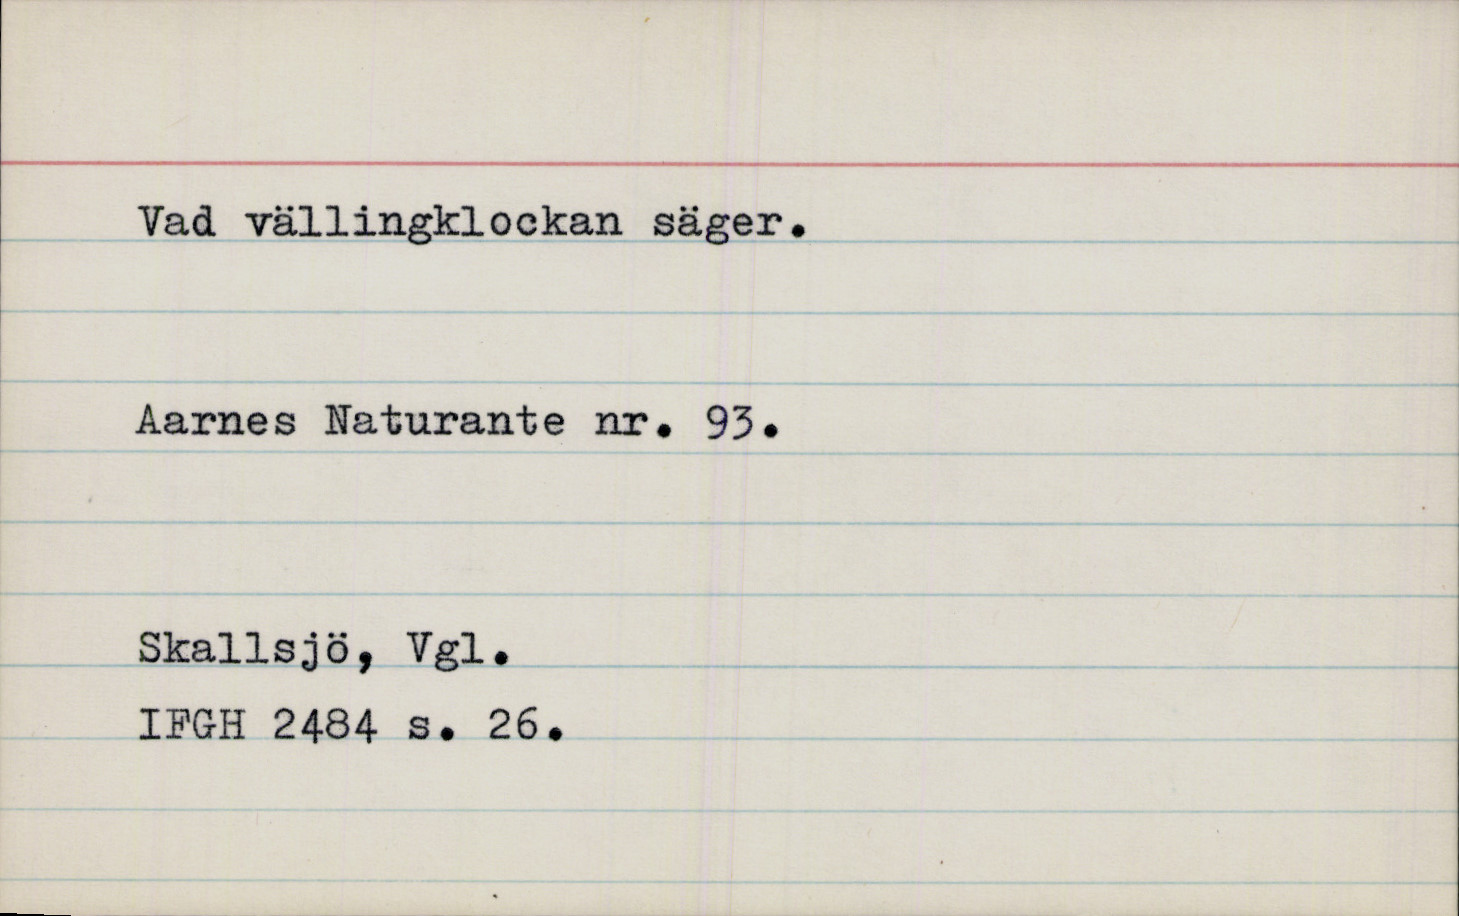 Vad vällingklockan säger.
Aarnes Naturante nr. 93.
Skallsjö, Vgl.
IFGH 2484 s. 26.